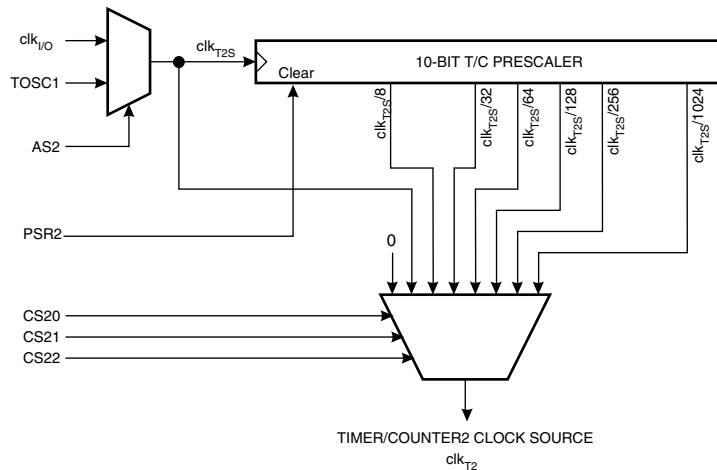 clkI/O
clkT2S
10-BIT T/C PRESCALER
TOSC1
Clear
clkT2S/8
clkT2S/32
clkT2S/64
clkT2S/128
clkT2S/256
clkT2S/1024
AS2
PSR2
0
CS20
CS21
CS22
TIMER/COUNTER2 CLOCK SOURCE
clkT2